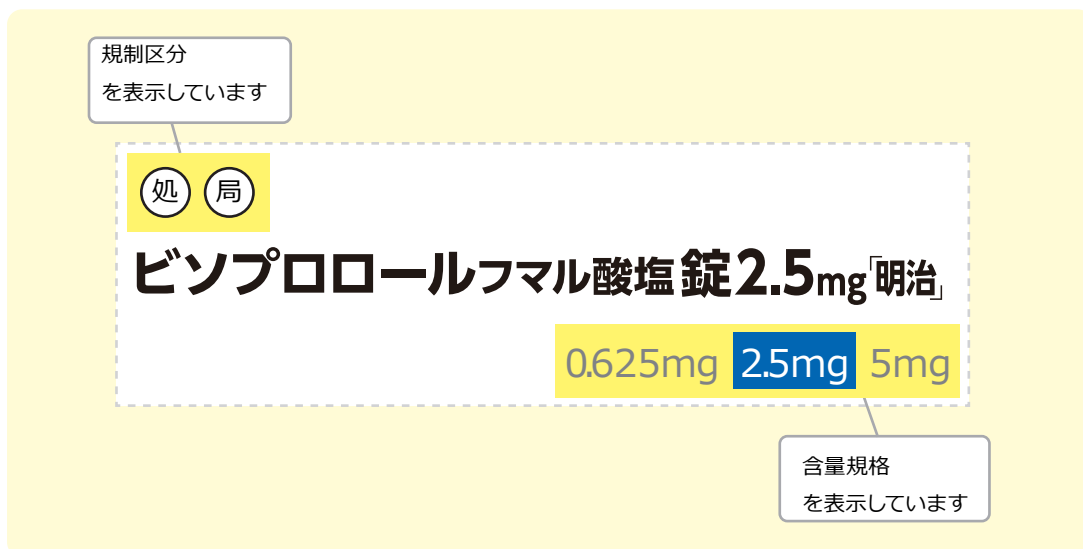 規制区分
を表示しています
処 局
ビソプロロールフマル酸塩錠2.5mg「明治」
0.625mg 2.5mg 5mg
含量規格
を表示しています